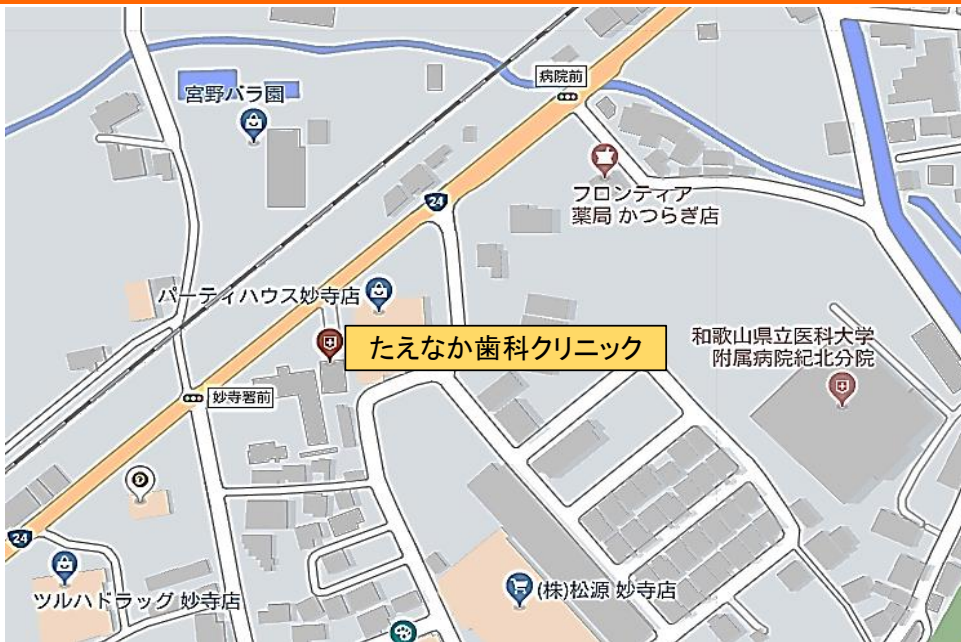 病院前
宮野バラ園
フロンティア
薬局 かつらぎ店
24
パーティハウス妙寺店
たえなか歯科クリニック
和歌山県立医科大学
附属病院紀北分院
妙寺署前
24
ツルハドラッグ 妙寺店
(株)松源 妙寺店